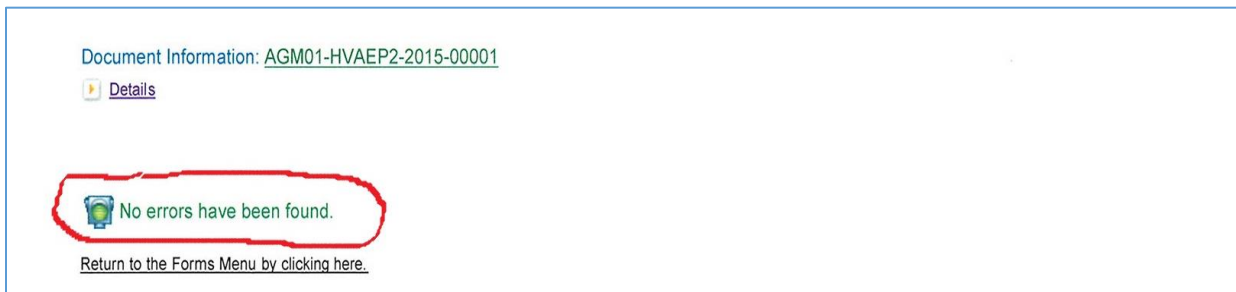 Document Information: AGM01-HVAEP2-2015-00001
Details
No errors have been found.
Return to the Forms Menu by clicking here.